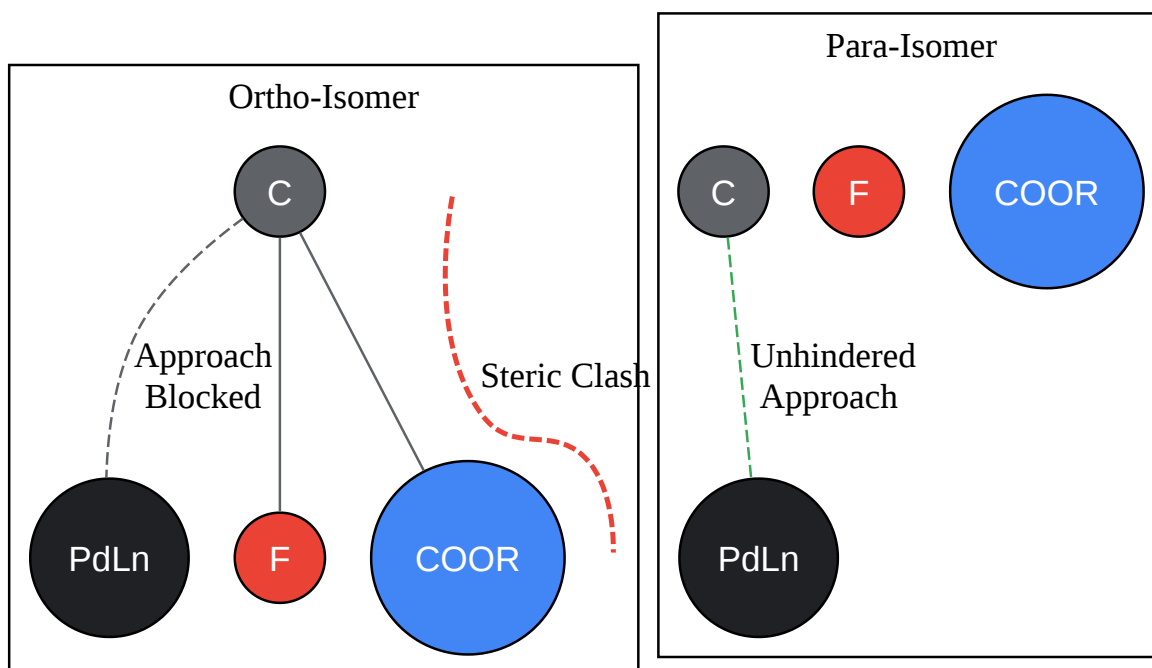 Ortho-Isomer
C
Approach
Blocked
Steric Clash
PdLn
F
COOR
Para-Isomer
C
F
COOR
Unhindered
Approach
PdLn